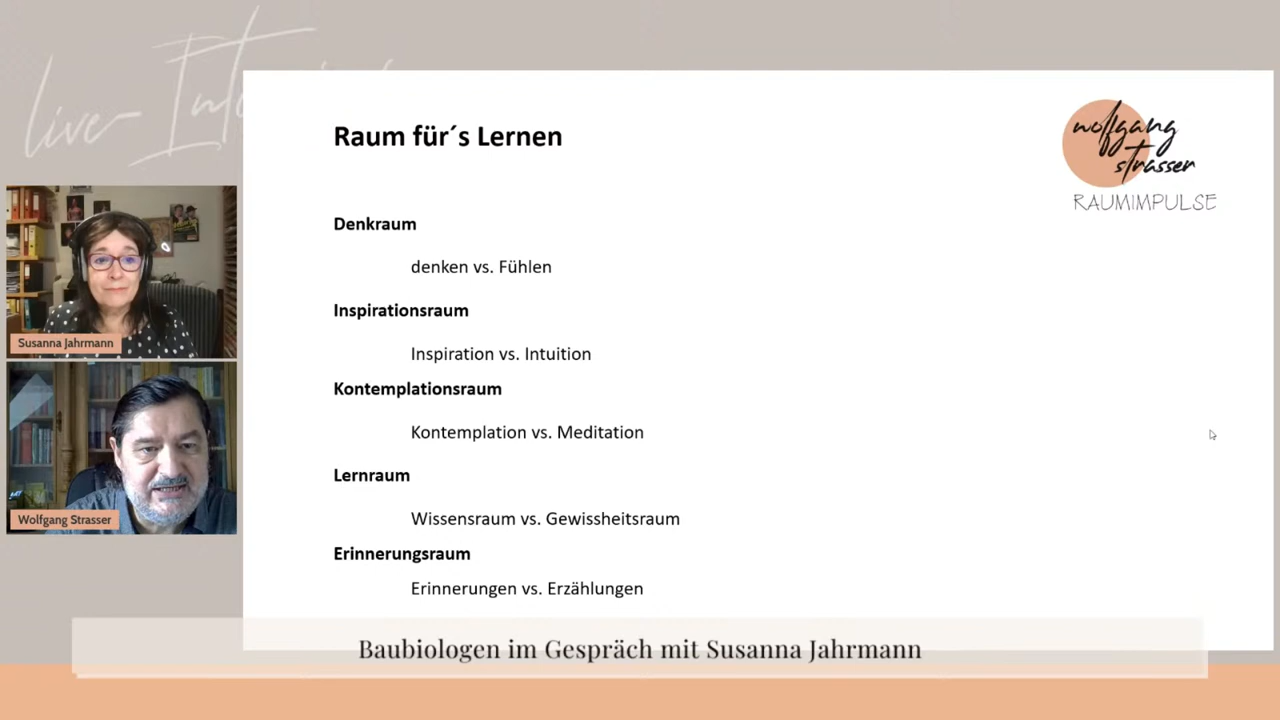 live-
Raum für´s Lernen
wolfgang
strasser
RAUMIMPULSE
Denkraum
denken vs. Fühlen
Inspirationsraum
Inspiration vs. Intuition
Kontemplationsraum
Kontemplation vs. Meditation
Lernraum
Wissensraum vs. Gewissheitsraum
Erinnerungsraum
Erinnerungen vs. Erzählungen
Susanna Jahrmann
Wolfgang Strasser
Baubiologen im Gespräch mit Susanna Jahrmann